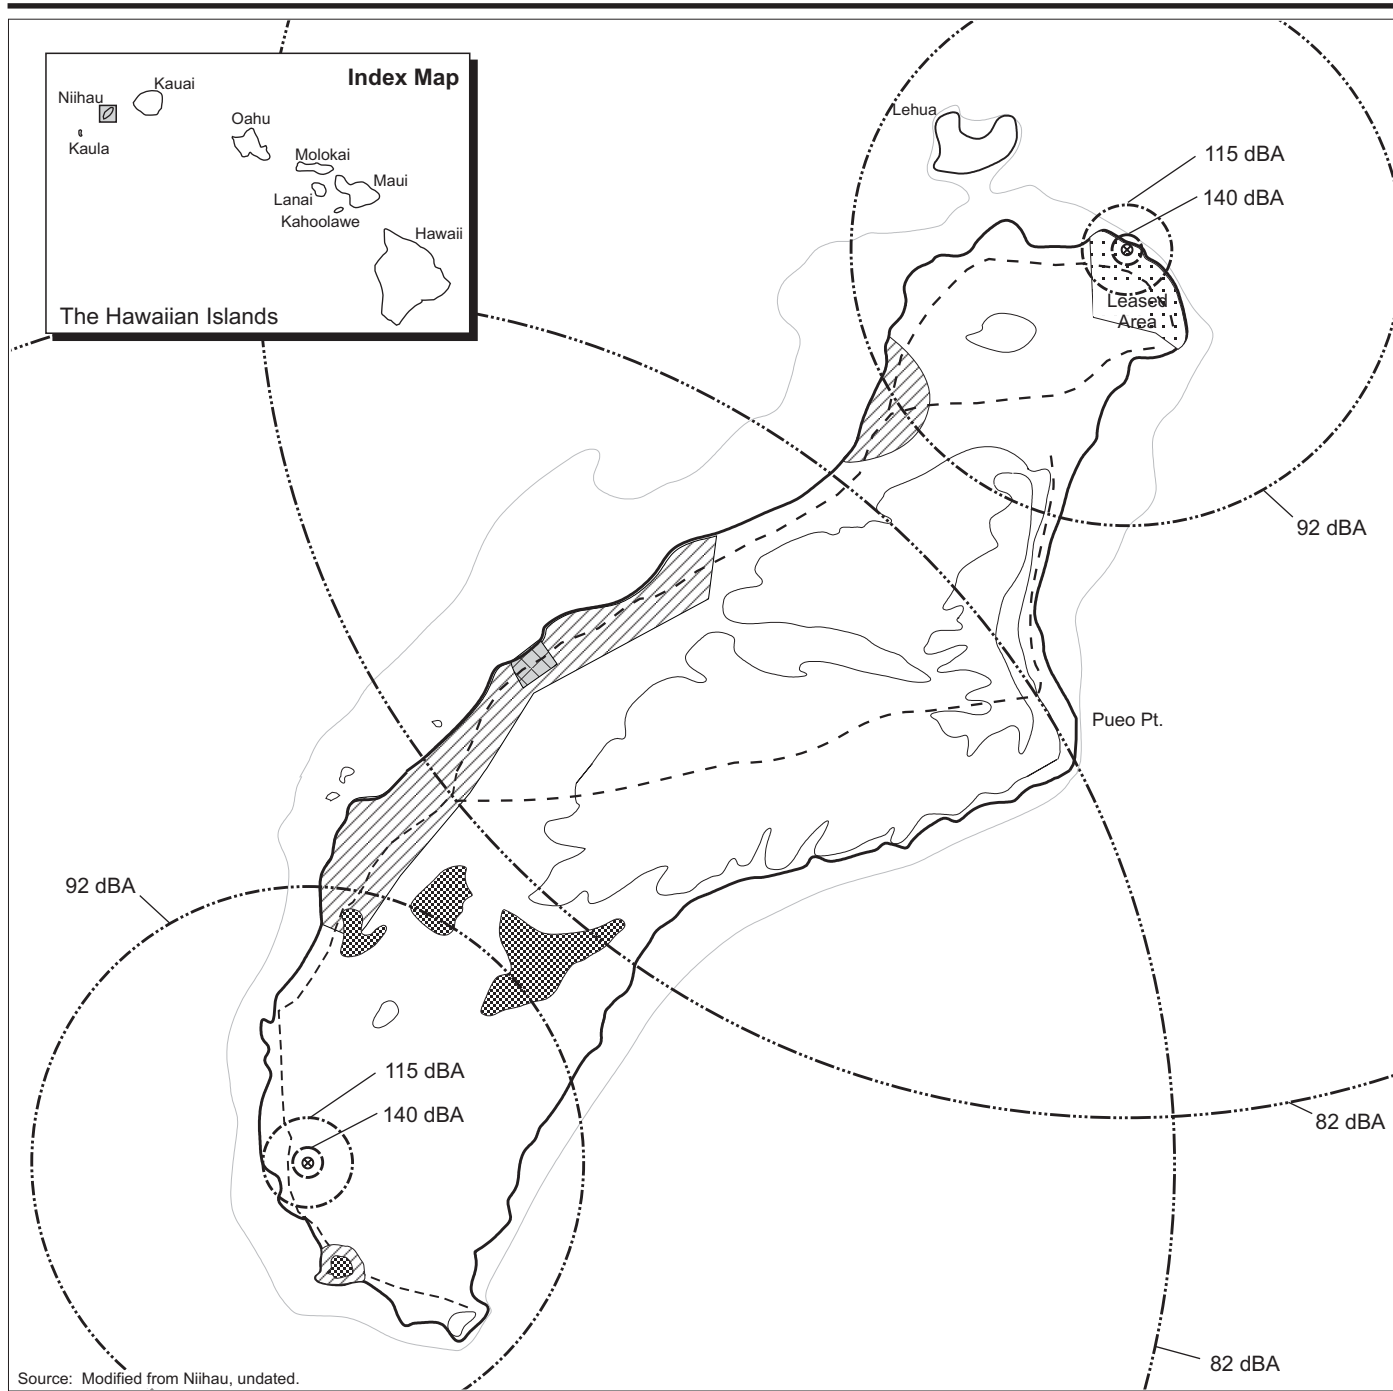 Index Map
Niihau
Kauai
Kaula
Oahu
Molokai
Maui
Lanai
Kahoolawe
Hawaii
The Hawaiian Islands
Lehua
115 dBA
140 dBA
Leased
Area
92 dBA
Pueo Pt.
92 dBA
115 dBA
140 dBA
82 dBA
82 dBA
Source: Modified from Niihau, undated.